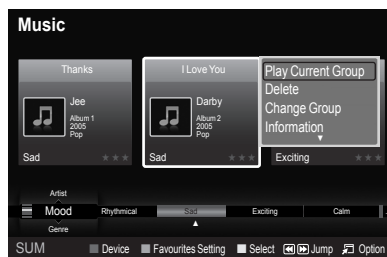 Music
Thanks
I Love You
Play Current Group
Delete
Change Group
Information
Jee
Album 1
2005
Pop
Darby
Album 2
2005
Pop
Sad
Sad
Exciting
Artist
Mood
Rhythmical
Sad
Exciting
Calm
Genre
SUM
Device
Favourites Setting
Select
Jump
Option